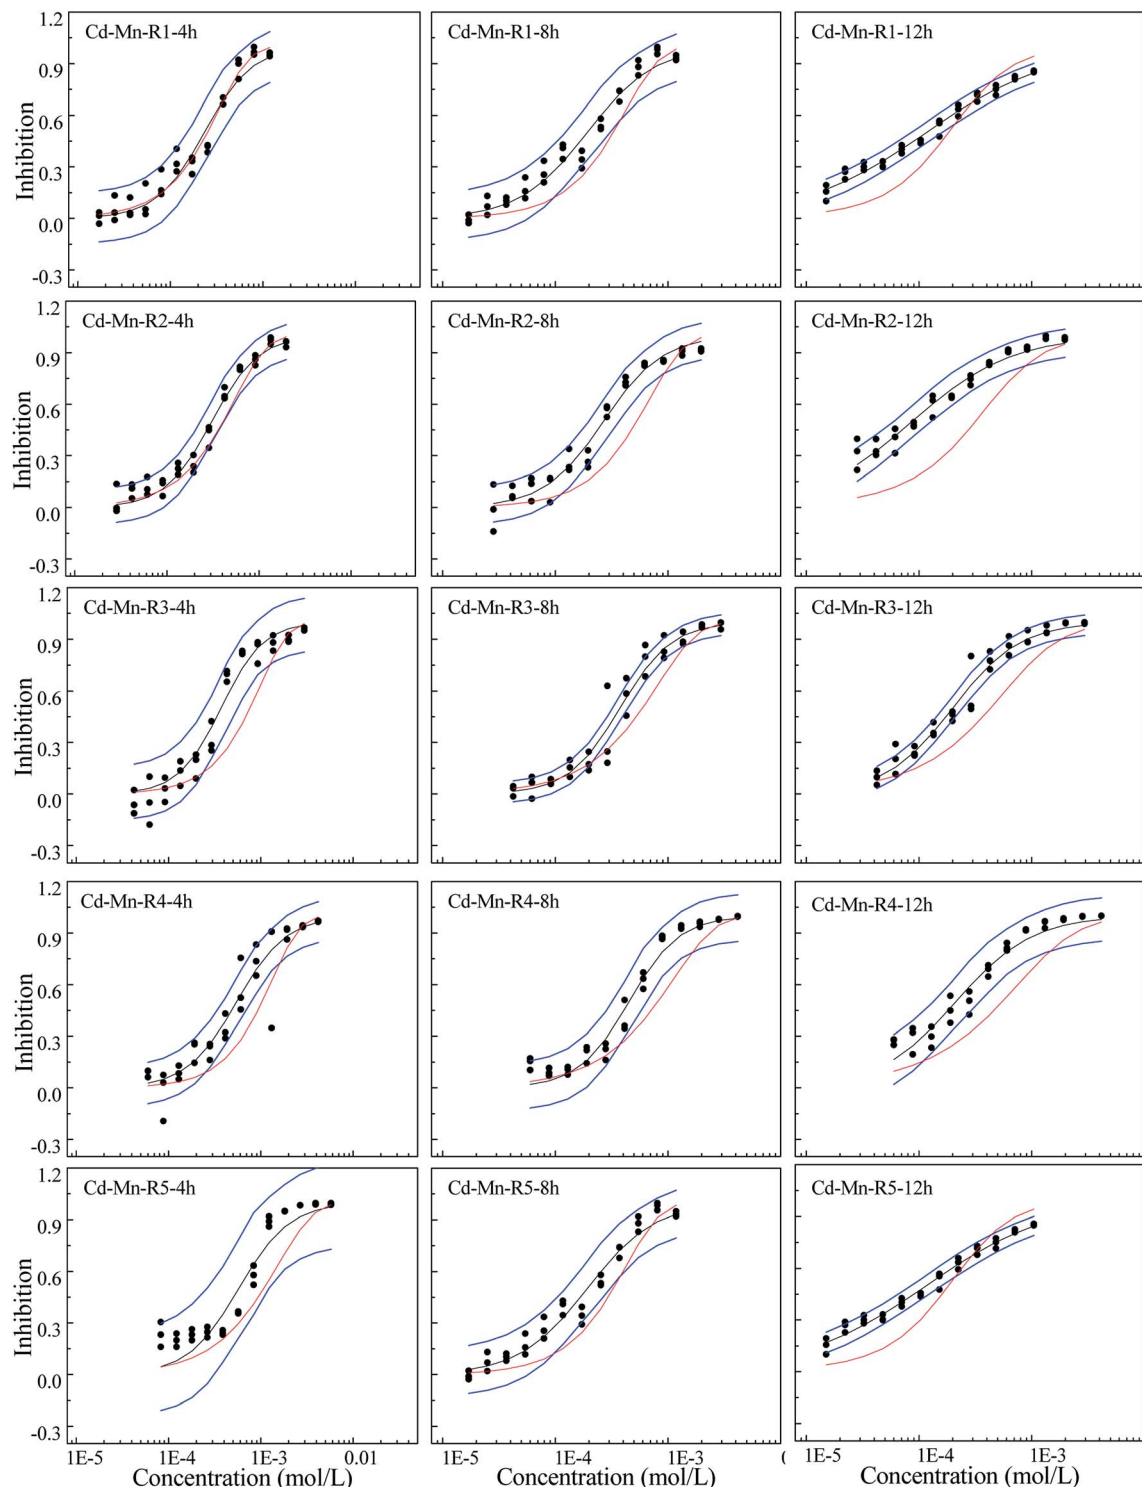 1.2
0.9
0.6
0.3
0.0
-0.3
Inhibition
Cd-Mn-R1-4h
Cd-Mn-R1-8h
Cd-Mn-R1-12h
1.2
0.9
0.6
0.3
0.0
-0.3
Inhibition
Cd-Mn-R2-4h
Cd-Mn-R2-8h
Cd-Mn-R2-12h
1.2
0.9
0.6
0.3
0.0
-0.3
Inhibition
Cd-Mn-R3-4h
Cd-Mn-R3-8h
Cd-Mn-R3-12h
1.2
0.9
0.6
0.3
0.0
-0.3
Inhibition
Cd-Mn-R4-4h
Cd-Mn-R4-8h
Cd-Mn-R4-12h
1.2
0.9
0.6
0.3
0.0
-0.3
Inhibition
Cd-Mn-R5-4h
Cd-Mn-R5-8h
Cd-Mn-R5-12h
1E-5 1E-4 1E-3 0.01
1E-5 1E-4 1E-3
1E-5 1E-4 1E-3
Concentration (mol/L)
Concentration (mol/L)
Concentration (mol/L)